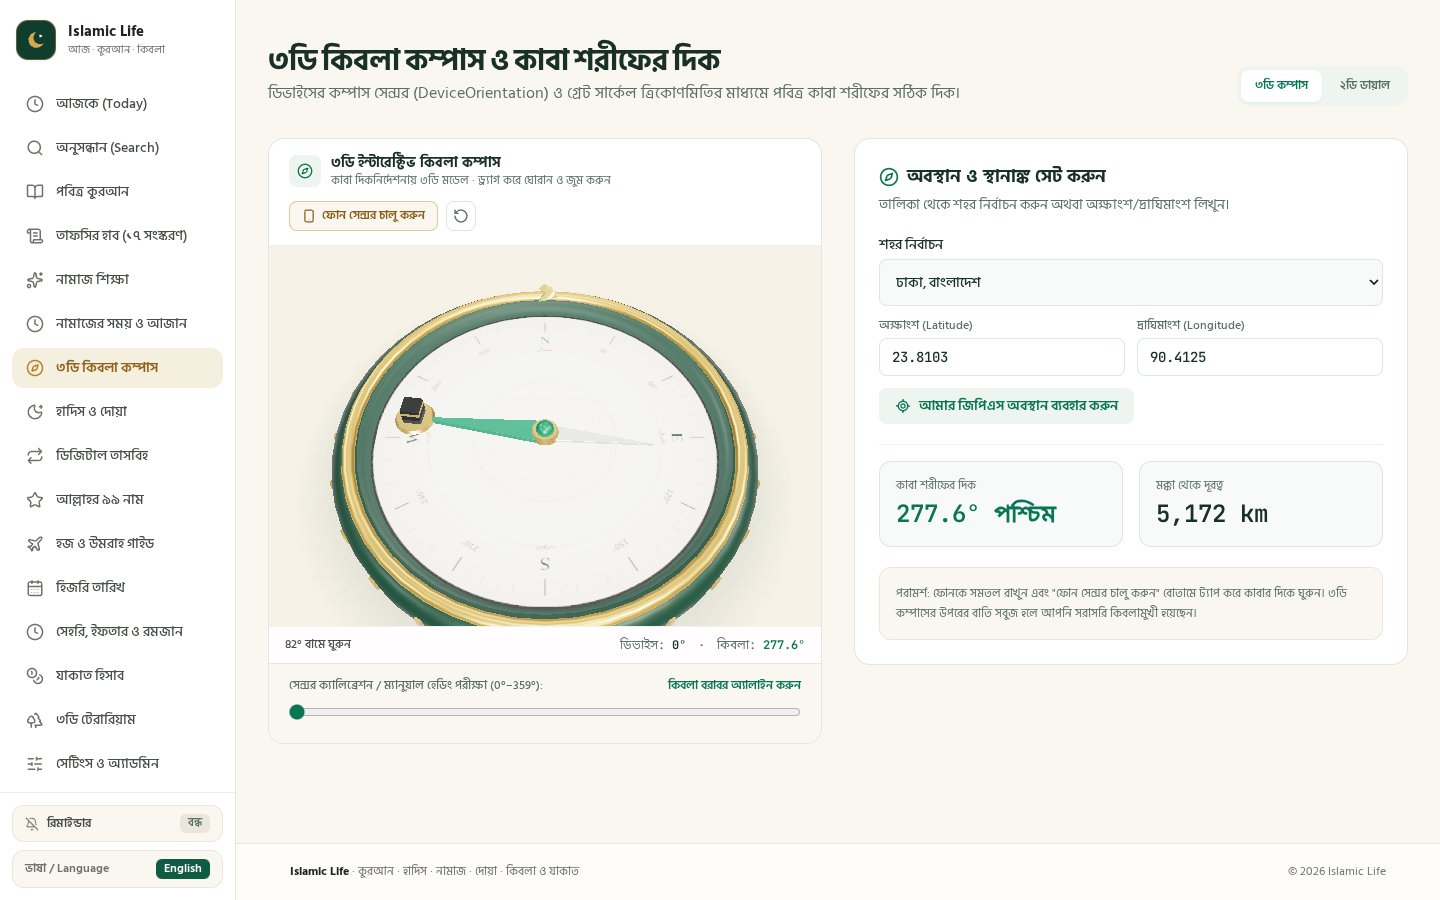 Islamic Life
আজ · কুরআন · কিবলা
আজকে (Today)
অনুসন্ধান (Search)
পবিত্র কুরআন
তাফসির হাব (১৭ সংস্করণ)
নামাজ শিক্ষা
নামাজের সময় ও আজান
৩ডি কিবলা কম্পাস
হাদিস ও দোয়া
ডিজিটাল তাসবিহ
আল্লাহর ৯৯ নাম
হজ ও উমরাহ গাইড
হিজরি তারিখ
সেহরি, ইফতার ও রমজান
যাকাত হিসাব
৩ডি টেরারিয়াম
সেটিংস ও অ্যাডমিন
রিমাইন্ডার
বন্ধ
ভাষা / Language
English
৩ডি কিবলা কম্পাস ও কাবা শরীফের দিক
ডিভাইসের কম্পাস সেন্সর (DeviceOrientation) ও গ্রেট সার্কেল ত্রিকোণমিতির মাধ্যমে পবিত্র কাবা শরীফের সঠিক দিক।
৩ডি কম্পাস
২ডি ডায়াল
৩ডি ইন্টারেক্টিভ কিবলা কম্পাস
কাবা দিকনির্দেশনায় ৩ডি মডেল · ড্র্যাগ করে ঘোরান ও জুম করুন
ফোন সেন্সর চালু করুন
N
E
W
120°
150°
210°
240°
S
82° বামে ঘুরুন
ডিভাইস: 0° · কিবলা: 277.6°
সেন্সর ক্যালিব্রেশন / ম্যানুয়াল হেডিং পরীক্ষা (0°–359°):
কিবলা বরাবর অ্যালাইন করুন
অবস্থান ও স্থানাঙ্ক সেট করুন
তালিকা থেকে শহর নির্বাচন করুন অথবা অক্ষাংশ/দ্রাঘিমাংশ লিখুন।
শহর নির্বাচন
ঢাকা, বাংলাদেশ
অক্ষাংশ (Latitude)
দ্রাঘিমাংশ (Longitude)
23.8103
90.4125
আমার জিপিএস অবস্থান ব্যবহার করুন
কাবা শরীফের দিক
277.6° পশ্চিম
মক্কা থেকে দূরত্ব
5,172 km
পরামর্শ: ফোনকে সমতল রাখুন এবং "ফোন সেন্সর চালু করুন" বোতামে ট্যাপ করে কাবার দিকে ঘুরুন। ৩ডি
কম্পাসের উপরের বাতি সবুজ হলে আপনি সরাসরি কিবলামুখী হয়েছেন।
Islamic Life · কুরআন · হাদিস · নামাজ · দোয়া · কিবলা ও যাকাত
© 2026 Islamic Life